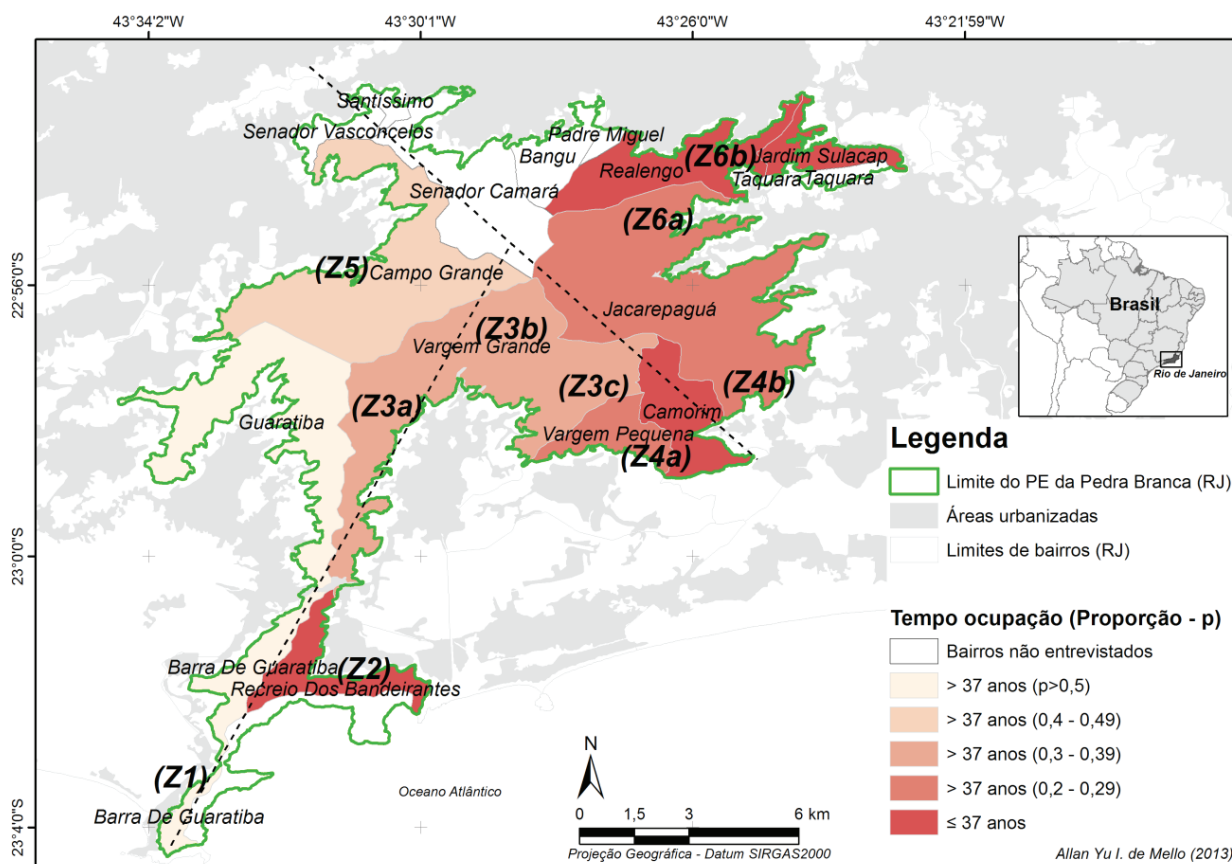 43°34'2"W 43°30'1"W 43°26'0"W 43°21'59"W
22°56'0"S
23°0'0"S
23°4'0"S
Santíssimo
Senador Vasconcelos
Padre Miguel
Bangu
Realengo
(Z6b)
Jardim Sulacap
Taquara
Taquara
Senador Camará
(Z6a)
(Z5)
Campo Grande
Jacarepaguá
(Z3b)
Vargem Grande
(Z3c)
(Z4b)
(Z3a)
Guaratiba
Camorim
Vargem Pequena
(Z4a)
Barra De Guaratiba
(Z2)
Recreio Dos Bandeirantes
(Z1)
Barra De Guaratiba
Oceano Atlântico
N
0 1,5 3 6 km
Projeção Geográfica - Datum SIRGAS2000
Brasil
Rio de Janeiro
Legenda
Limite do PE da Pedra Branca (RJ)
Áreas urbanizadas
Limites de bairros (RJ)
Tempo ocupação (Proporção - p)
Bairros não entrevistados
> 37 anos (p>0,5)
> 37 anos (0,4 - 0,49)
> 37 anos (0,3 - 0,39)
> 37 anos (0,2 - 0,29)
≤ 37 anos
Allan Yu I. de Mello (2013)